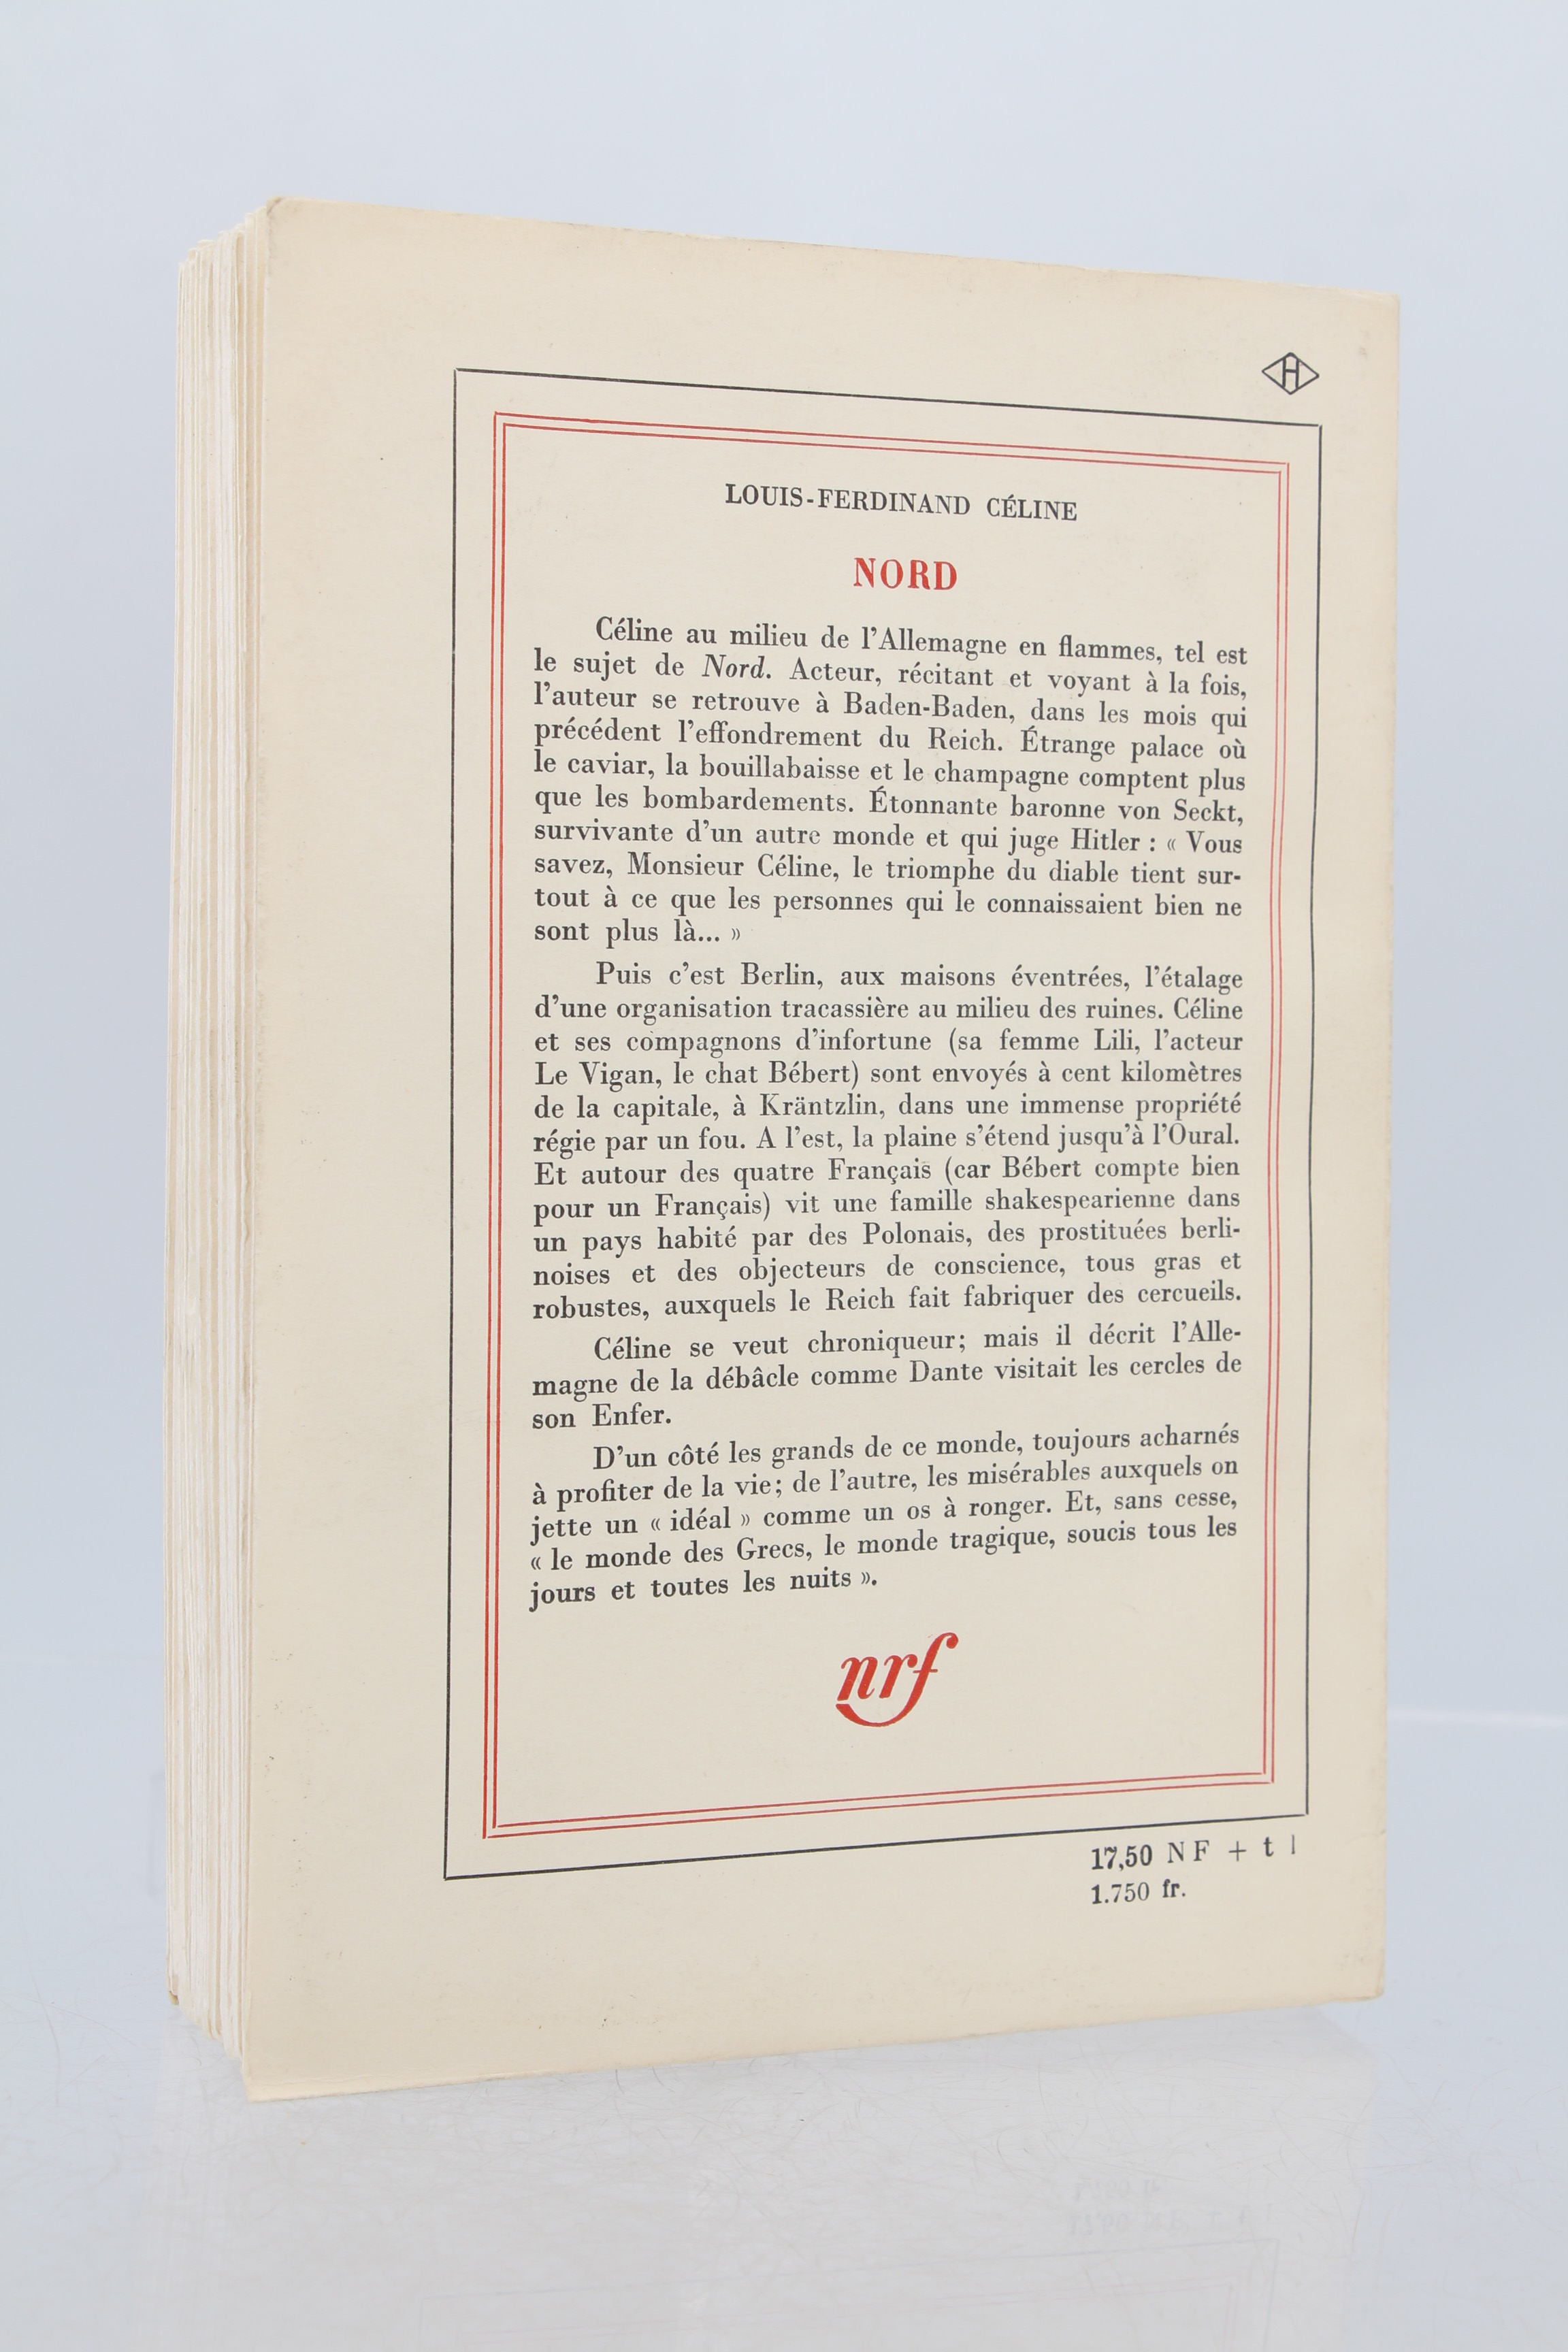 H
LOUIS-FERDINAND CÉLINE
NORD
Céline au milieu de l'Allemagne en flammes, tel est
le sujet de Nord. Acteur, récitant et voyant à la fois,
l'auteur se retrouve à Baden-Baden, dans les mois qui
précédent l'effondrement du Reich. Étrange palace où
le caviar, la bouillabaisse et le champagne comptent plus
que les bombardements. Étonnante baronne von Seckt,
survivante d'un autre monde et qui juge Hitler : « Vous
savez, Monsieur Céline, le triomphe du diable tient sur-
tout à ce que les personnes qui le connaissaient bien ne
sont plus là... »
Puis c'est Berlin, aux maisons éventrées, l'étalage
d'une organisation tracassière au milieu des ruines. Céline
et ses compagnons d'infortune (sa femme Lili, l'acteur
Le Vigan, le chat Bébert) sont envoyés à cent kilomètres
de la capitale, à Kräntzlin, dans une immense propriété
régie par un fou. A l'est, la plaine s'étend jusqu'à l'Oural.
Et autour des quatre Français (car Bébert compte bien
pour un Français) vit une famille shakespearienne dans
un pays habité par des Polonais, des prostituées berli-
noises et des objecteurs de conscience, tous gras et
robustes, auxquels le Reich fait fabriquer des cercueils.
Céline se veut chroniqueur; mais il décrit l'Alle-
magne de la débâcle comme Dante visitait les cercles de
son Enfer.
D'un côté les grands de ce monde, toujours acharnés
à profiter de la vie; de l'autre, les misérables auxquels on
jette un « idéal » comme un os à ronger. Et, sans cesse,
« le monde des Grecs, le monde tragique, soucis tous les
jours et toutes les nuits ».
nrf
17,50 NF + t l
1.750 fr.